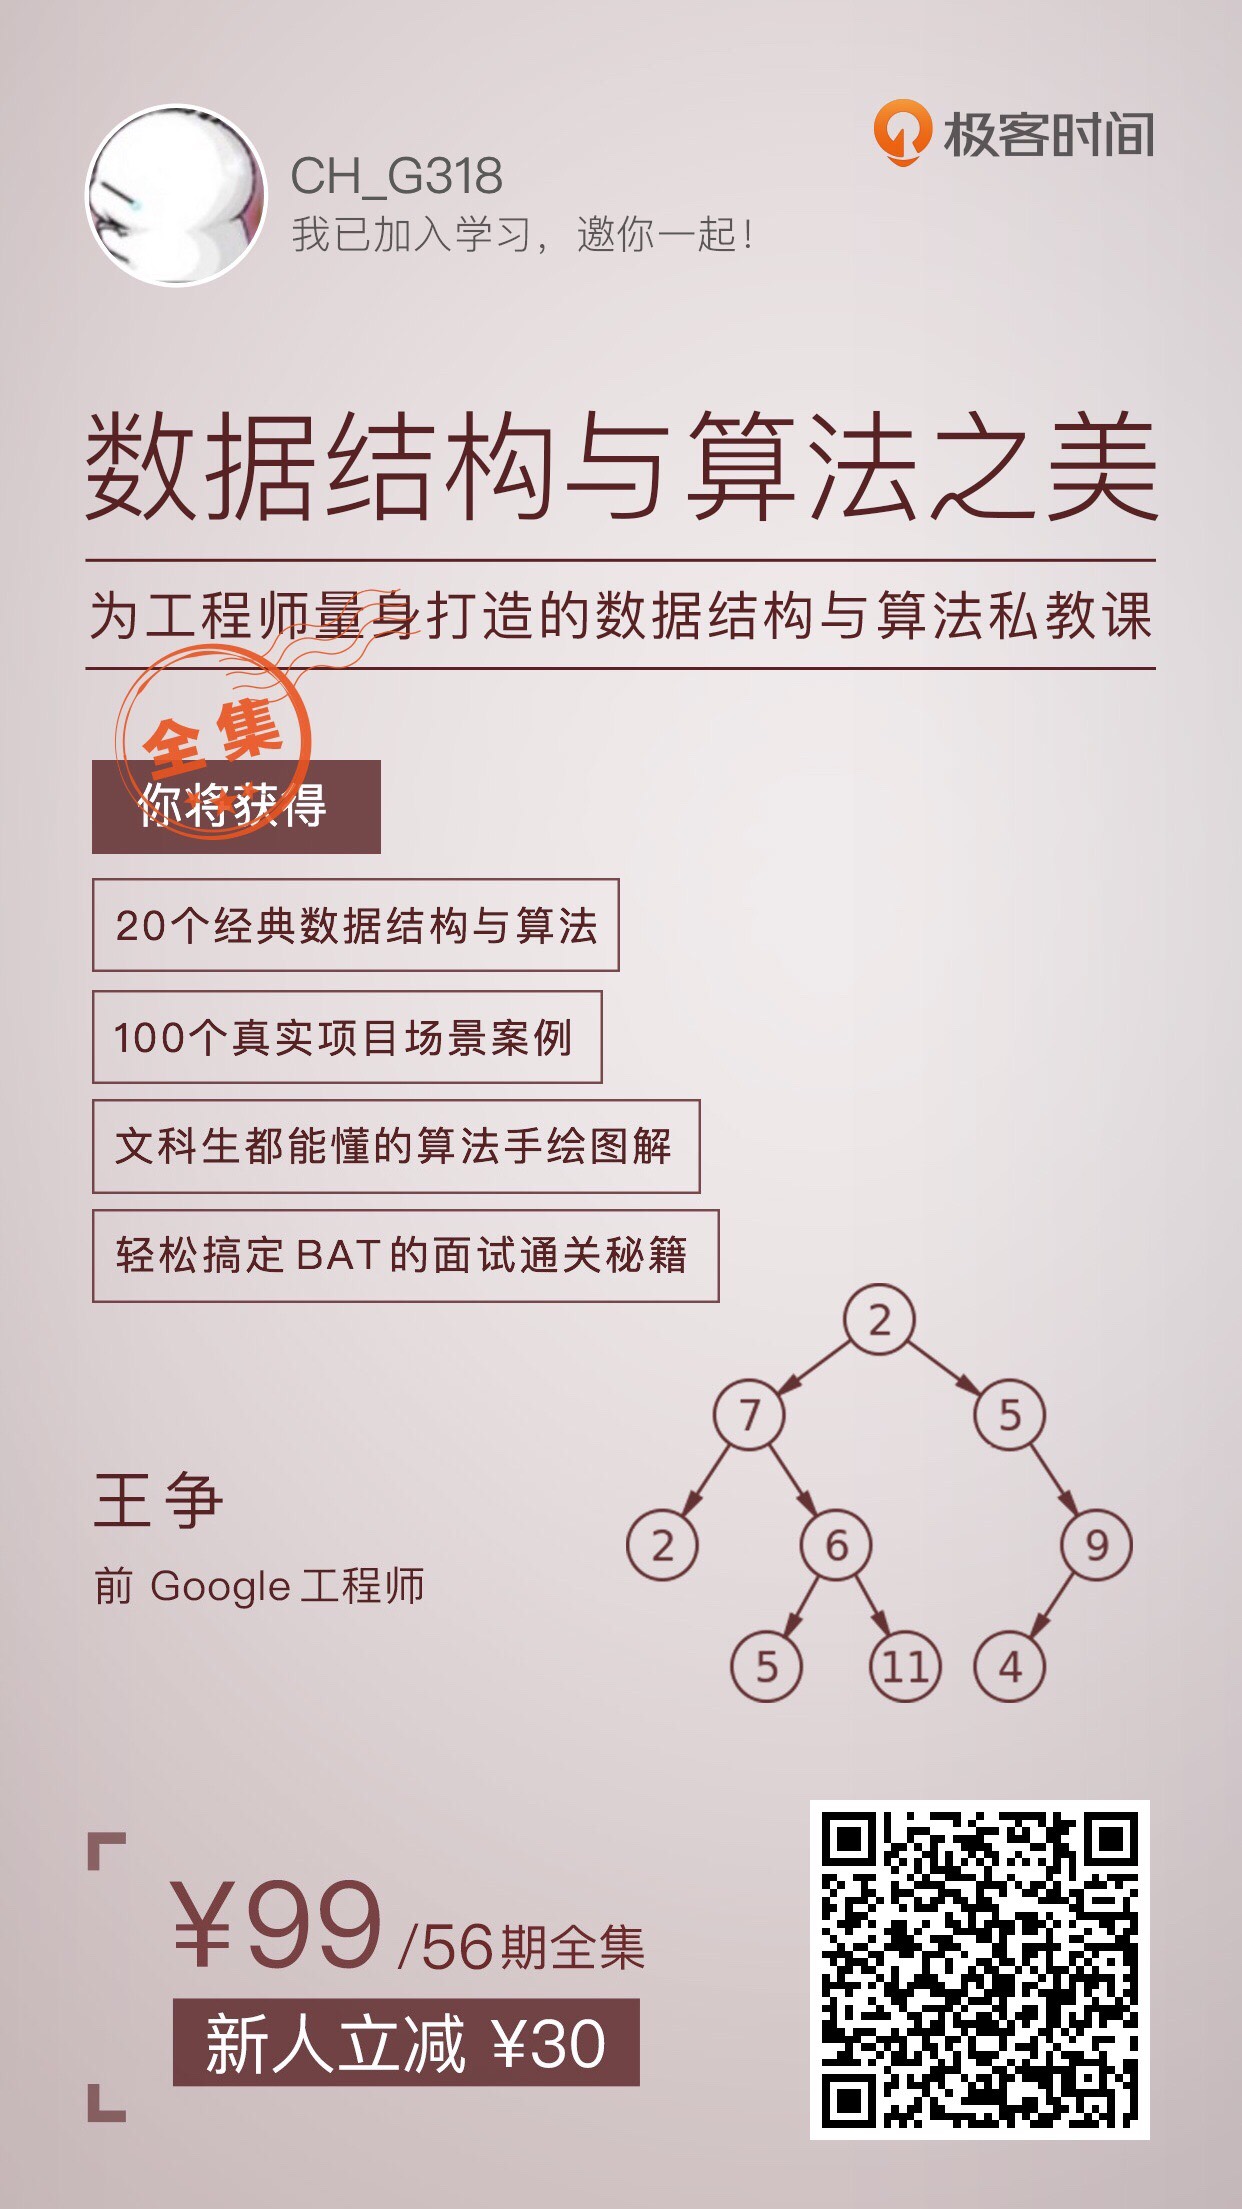 极客时间
CH_G318
我已加入学习，邀你一起！
数据结构与算法之美
为工程师量身打造的数据结构与算法私教课
全集
你将获得
20个经典数据结构与算法
100个真实项目场景案例
文科生都能懂的算法手绘图解
轻松搞定BAT的面试通关秘籍
2
7 5
2 6 9
5 11 4
王争
前 Google 工程师
¥99 /56期全集
新人立减 ¥30